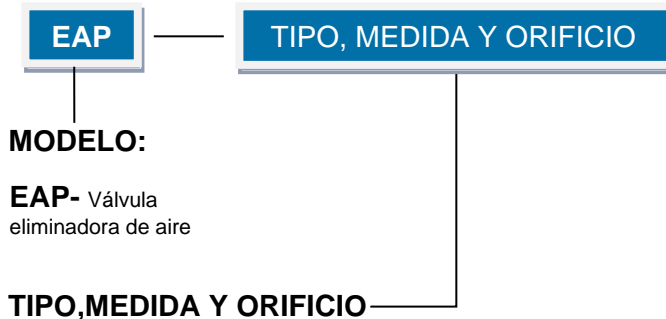 EAP
TIPO, MEDIDA Y ORIFICIO
MODELO:
EAP- Válvula
eliminadora de aire
TIPO,MEDIDA Y ORIFICIO